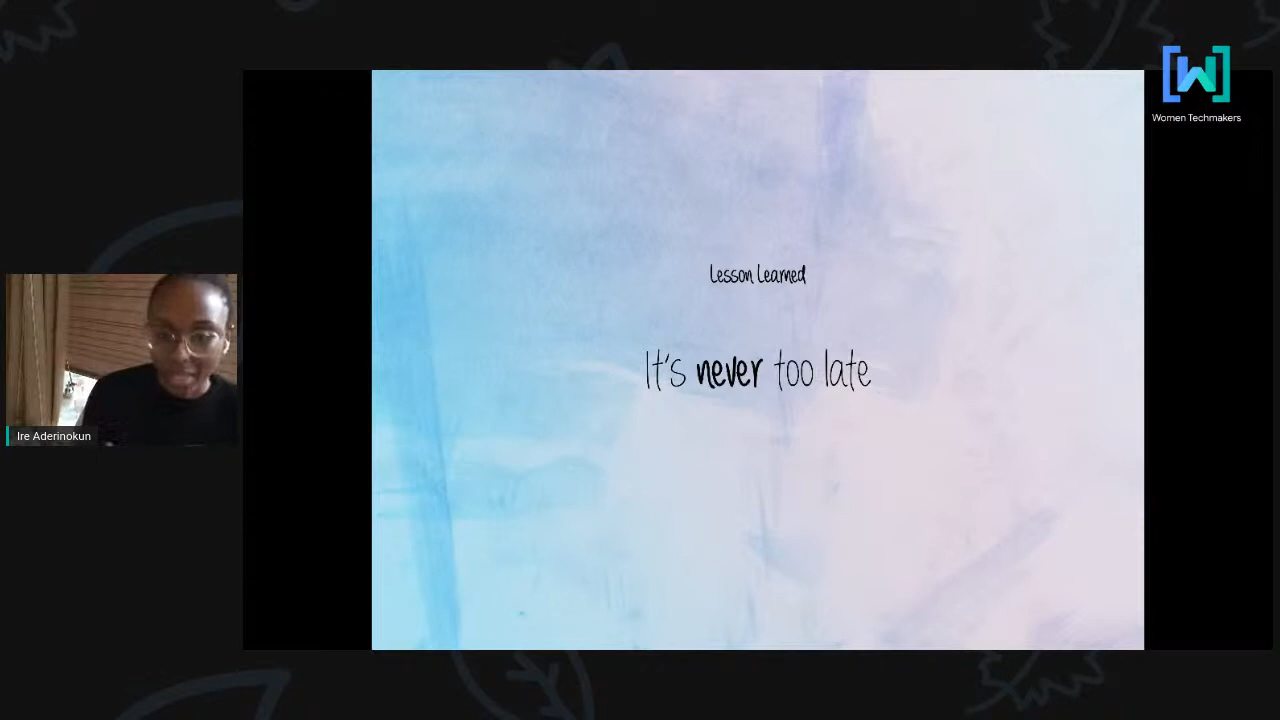 Women Techmakers
Lesson Learned
It's never too late
Ire Aderinokun